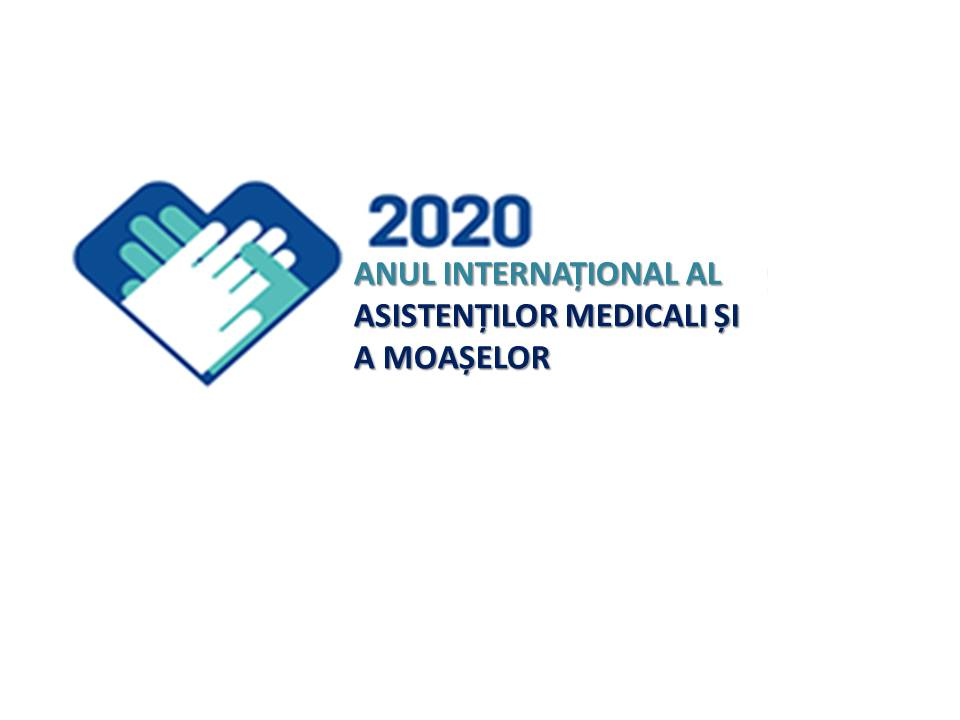 2020
ANUL INTERNAȚIONAL AL
ASISTENȚILOR MEDICALI ȘI
A MOAȘELOR